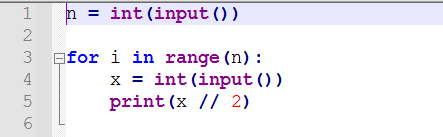 1 n = int(input())
2
3 for i in range(n):
4     x = int(input())
5     print(x // 2)
6